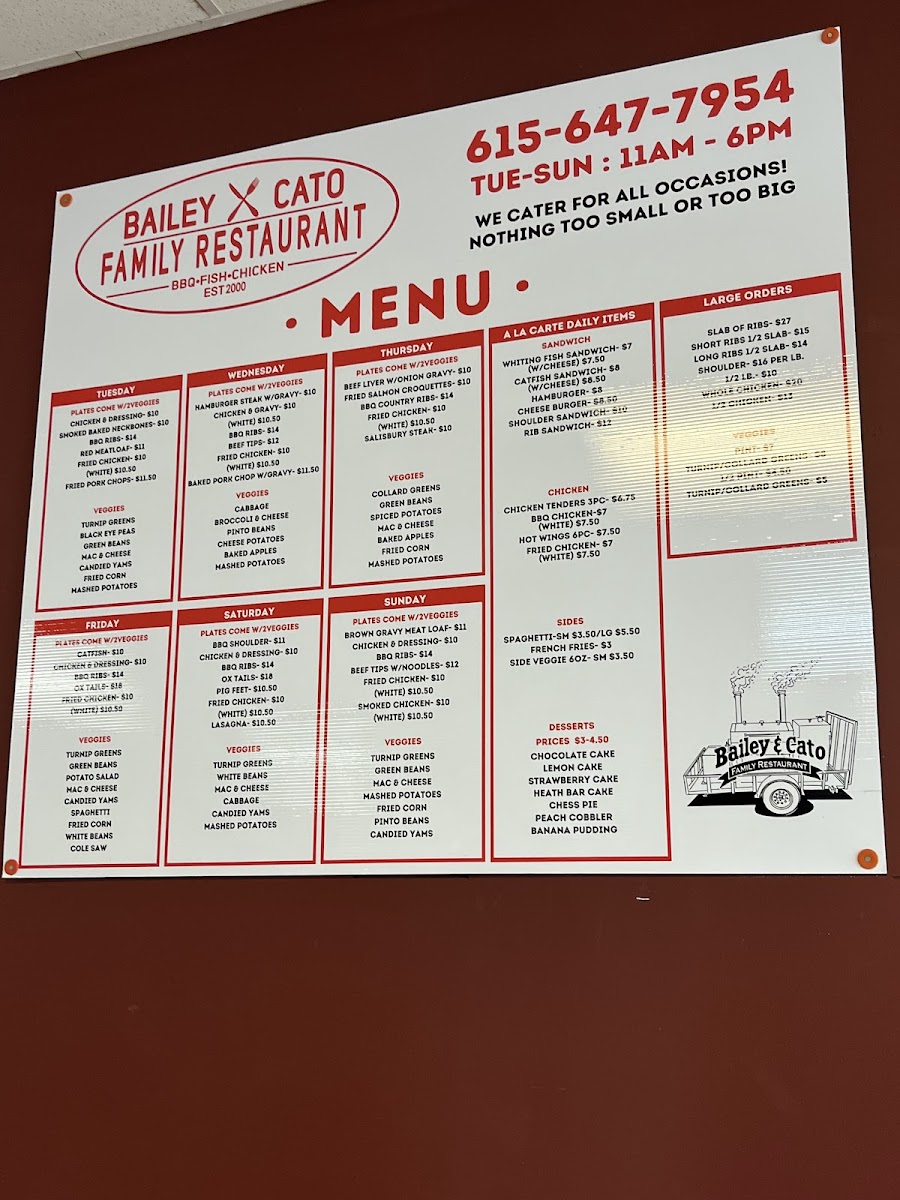 BAILEY CATO
FAMILY RESTAURANT
BBQ•FISH•CHICKEN
EST 2000
615-647-7954
TUE-SUN : 11AM - 6PM
WE CATER FOR ALL OCCASIONS!
NOTHING TOO SMALL OR TOO BIG
• MENU •
TUESDAY
PLATES COME W/2VEGGIES
CHICKEN & DRESSING- $10
SMOKED BAKED NECKBONES- $10
BBQ RIBS- $14
RED MEATLOAF- $11
FRIED CHICKEN- $10
(WHITE) $10.50
FRIED PORK CHOPS- $11.50
VEGGIES
TURNIP GREENS
BLACK EYE PEAS
GREEN BEANS
MAC & CHEESE
CANDIED YAMS
FRIED CORN
MASHED POTATOES
WEDNESDAY
PLATES COME W/2VEGGIES
HAMBURGER STEAK W/GRAVY- $10
CHICKEN & GRAVY- $10
(WHITE) $10.50
BBQ RIBS- $14
BEEF TIPS- $12
FRIED CHICKEN- $10
(WHITE) $10.50
BAKED PORK CHOP W/GRAVY- $11.50
VEGGIES
CABBAGE
BROCCOLI & CHEESE
PINTO BEANS
CHEESE POTATOES
BAKED APPLES
MASHED POTATOES
THURSDAY
PLATES COME W/2VEGGIES
BEEF LIVER W/ONION GRAVY- $10
FRIED SALMON CROQUETTES- $10
BBQ COUNTRY RIBS- $14
FRIED CHICKEN- $10
(WHITE) $10.50
SALISBURY STEAK- $10
VEGGIES
COLLARD GREENS
GREEN BEANS
SPICED POTATOES
MAC & CHEESE
BAKED APPLES
FRIED CORN
MASHED POTATOES
FRIDAY
PLATES COME W/2VEGGIES
CATFISH- $10
CHICKEN & DRESSING- $10
BBQ RIBS- $14
OX TAILS- $18
FRIED CHICKEN- $10
(WHITE) $10.50
VEGGIES
TURNIP GREENS
GREEN BEANS
POTATO SALAD
MAC & CHEESE
CANDIED YAMS
SPAGHETTI
FRIED CORN
WHITE BEANS
COLE SAW
SATURDAY
PLATES COME W/2VEGGIES
BBQ SHOULDER- $11
CHICKEN & DRESSING- $10
BBQ RIBS- $14
OX TAILS- $18
PIG FEET- $10.50
FRIED CHICKEN- $10
(WHITE) $10.50
LASAGNA- $10.50
VEGGIES
TURNIP GREENS
WHITE BEANS
MAC & CHEESE
CABBAGE
CANDIED YAMS
MASHED POTATOES
SUNDAY
PLATES COME W/2VEGGIES
BROWN GRAVY MEAT LOAF- $11
CHICKEN & DRESSING- $10
BBQ RIBS- $14
BEEF TIPS W/NOODLES- $12
FRIED CHICKEN- $10
(WHITE) $10.50
SMOKED CHICKEN- $10
(WHITE) $10.50
VEGGIES
TURNIP GREENS
GREEN BEANS
MAC & CHEESE
MASHED POTATOES
FRIED CORN
PINTO BEANS
CANDIED YAMS
A LA CARTE DAILY ITEMS
SANDWICH
WHITING FISH SANDWICH- $7
(W/CHEESE) $7.50
CATFISH SANDWICH- $8
(W/CHEESE) $8.50
HAMBURGER- $8
CHEESE BURGER- $8.50
SHOULDER SANDWICH- $10
RIB SANDWICH- $12
CHICKEN
CHICKEN TENDERS 3PC- $6.75
BBQ CHICKEN-$7
(WHITE) $7.50
HOT WINGS 6PC- $7.50
FRIED CHICKEN- $7
(WHITE) $7.50
SIDES
SPAGHETTI-SM $3.50/LG $5.50
FRENCH FRIES- $3
SIDE VEGGIE 6OZ- SM $3.50
DESSERTS
PRICES $3-4.50
CHOCOLATE CAKE
LEMON CAKE
STRAWBERRY CAKE
HEATH BAR CAKE
CHESS PIE
PEACH COBBLER
BANANA PUDDING
LARGE ORDERS
SLAB OF RIBS- $27
SHORT RIBS 1/2 SLAB- $15
LONG RIBS 1/2 SLAB- $14
SHOULDER- $16 PER LB.
1/2 LB.- $10
WHOLE CHICKEN- $20
1/2 CHICKEN- $13
VEGGIES
PINT- $7
TURNIP/COLLARD GREENS- $8
1/2 PINT- $4.50
TURNIP/COLLARD GREENS- $5
Bailey & Cato
FAMILY RESTAURANT